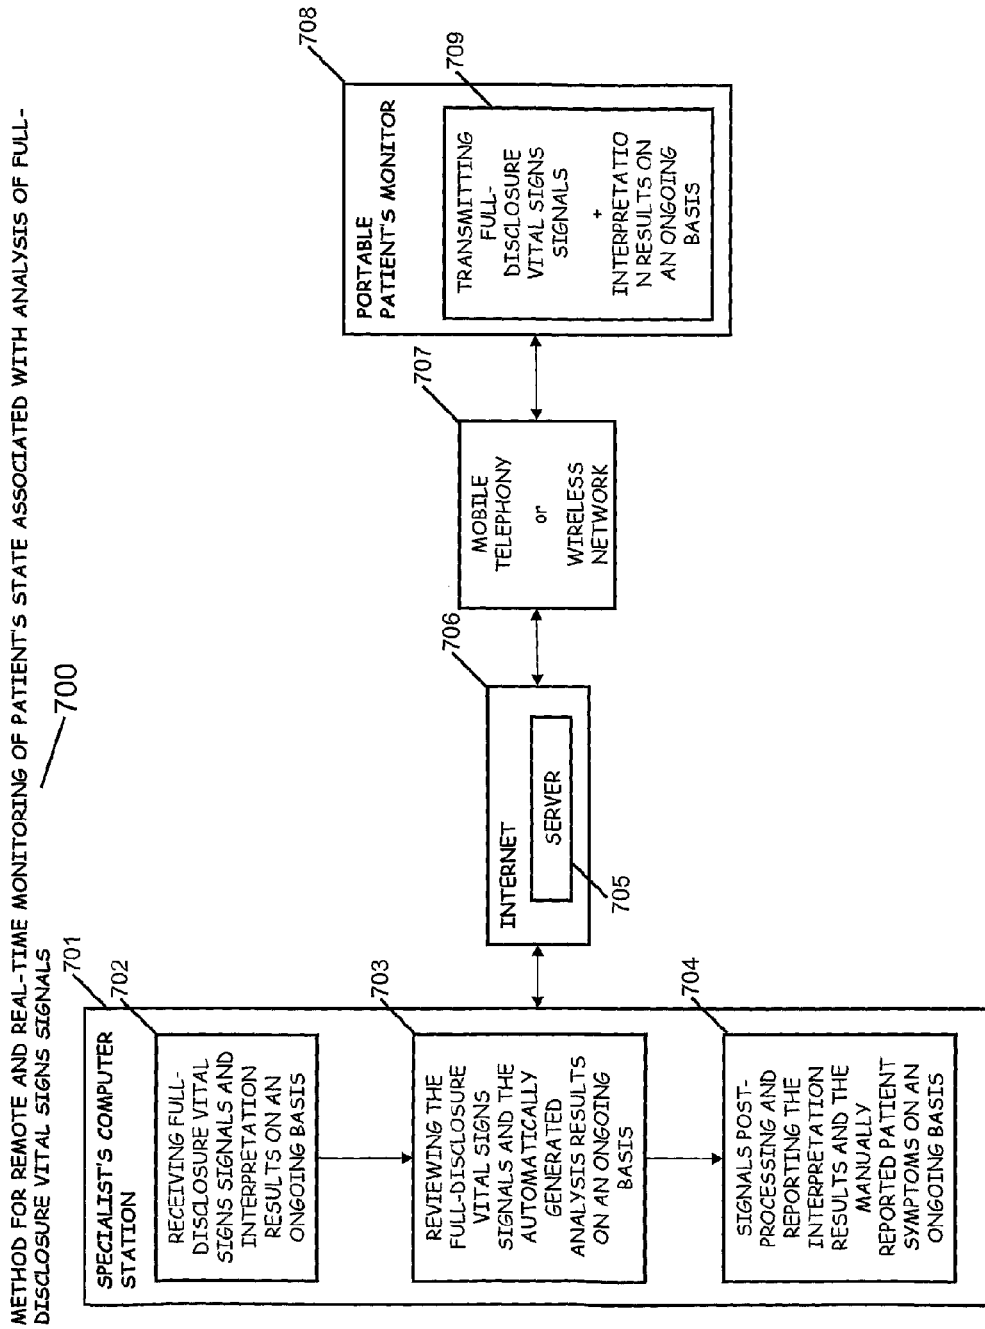 METHOD FOR REMOTE AND REAL-TIME MONITORING OF PATIENT'S STATE ASSOCIATED WITH ANALYSIS OF FULL-
DISCLOSURE VITAL SIGNS SIGNALS
700
701
SPECIALIST'S COMPUTER
STATION
702
RECEIVING FULL-
DISCLOSURE VITAL
SIGNS SIGNALS AND
INTERPRETATION
RESULTS ON AN
ONGOING BASIS
703
REVIEWING THE
FULL-DISCLOSURE
VITAL SIGNS
SIGNALS AND THE
AUTOMATICALLY
GENERATED
ANALYSIS RESULTS
ON AN ONGOING
BASIS
704
SIGNALS POST-
PROCESSING AND
REPORTING THE
INTERPRETATION
RESULTS AND THE
MANUALLY
REPORTED PATIENT
SYMPTOMS ON AN
ONGOING BASIS
706
INTERNET
SERVER
705
707
MOBILE
TELEPHONY
or
WIRELESS
NETWORK
708
PORTABLE
PATIENT'S MONITOR
709
TRANSMITTING
FULL-
DISCLOSURE
VITAL SIGNS
SIGNALS
+
INTERPRETATIO
N RESULTS ON
AN ONGOING
BASIS